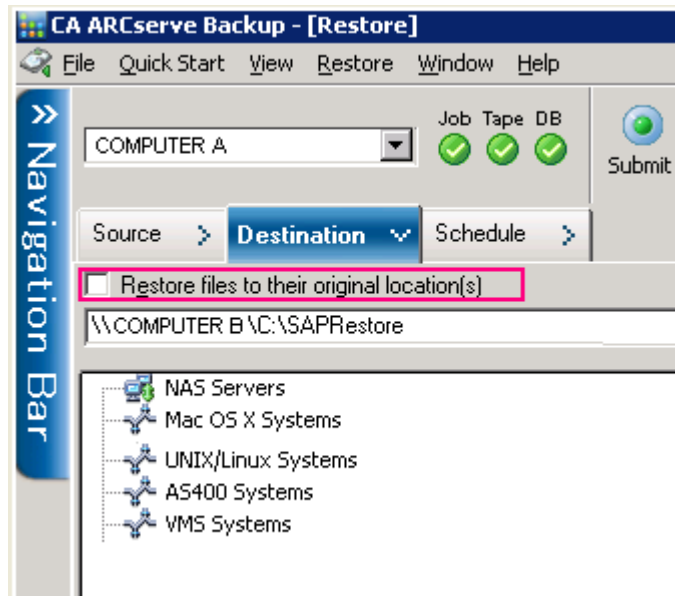 CA ARCserve Backup - [Restore]
File Quick Start View Restore Window Help
Job Tape DB
COMPUTER A
Submit
Source > Destination Schedule >
Restore files to their original location(s)
\\COMPUTER B\C:\SAPRestore
NAS Servers
Mac OS X Systems
UNIX/Linux Systems
AS400 Systems
VMS Systems
Navigation Bar